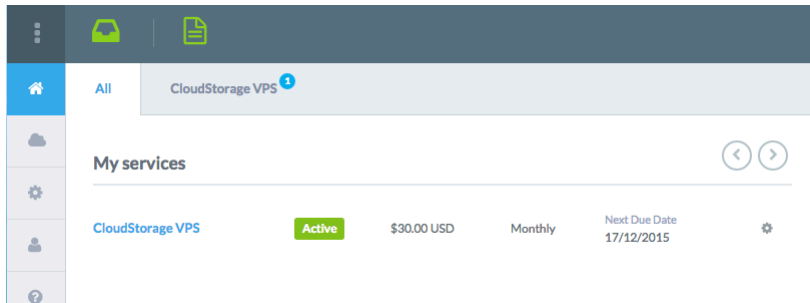 All
CloudStorage VPS 1
My services
CloudStorage VPS Active $30.00 USD Monthly Next Due Date
17/12/2015